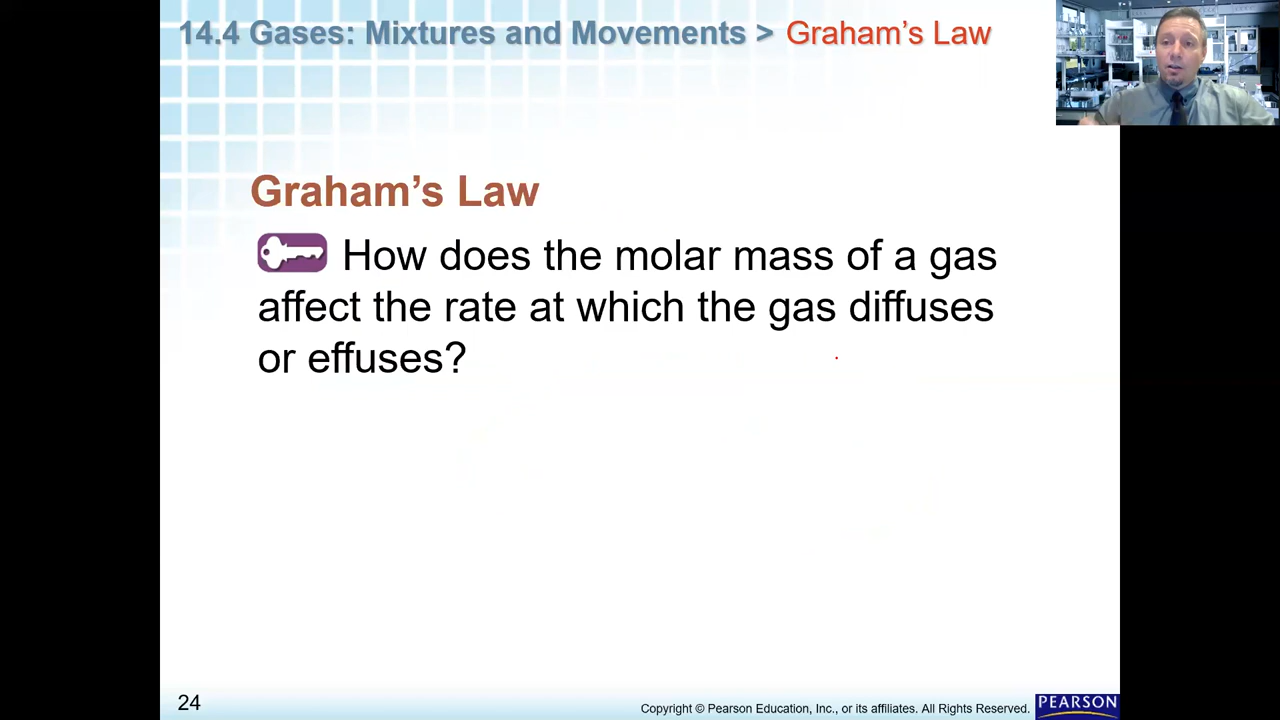 14.4 Gases: Mixtures and Movements > Graham’s Law
Graham’s Law
How does the molar mass of a gas
affect the rate at which the gas diffuses
or effuses?
24
Copyright © Pearson Education, Inc., or its affiliates. All Rights Reserved.
PEARSON